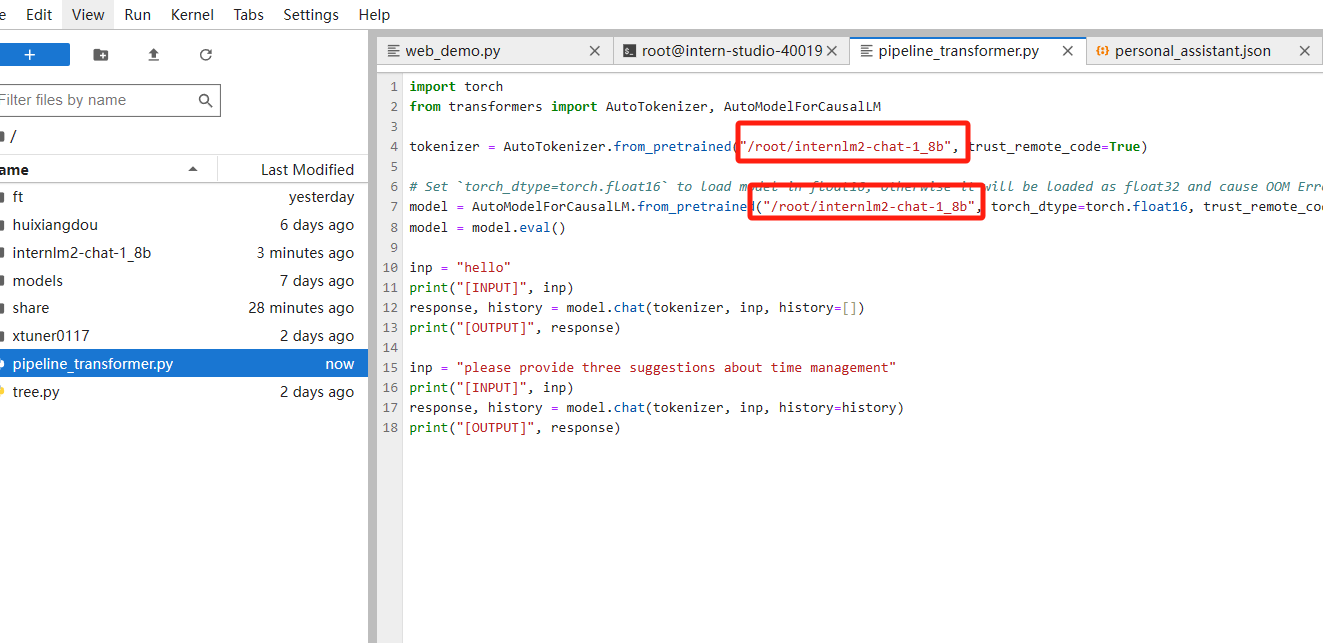 Edit View Run Kernel Tabs Settings Help
+
web_demo.py
root@intern-studio-40019
pipeline_transformer.py
personal_assistant.json
Filter files by name
/
ame Last Modified
ft yesterday
huixiangdou 6 days ago
internlm2-chat-1_8b 3 minutes ago
models 7 days ago
share 28 minutes ago
xtuner0117 2 days ago
pipeline_transformer.py now
tree.py 2 days ago
1 import torch
2 from transformers import AutoTokenizer, AutoModelForCausalLM
3
4 tokenizer = AutoTokenizer.from_pretrained("/root/internlm2-chat-1_8b", trust_remote_code=True)
5
6 # Set `torch_dtype=torch.float16` to load model in float16, otherwise it will be loaded as float32 and cause OOM Erro
7 model = AutoModelForCausalLM.from_pretrained("/root/internlm2-chat-1_8b", torch_dtype=torch.float16, trust_remote_cod
8 model = model.eval()
9
10 inp = "hello"
11 print("[INPUT]", inp)
12 response, history = model.chat(tokenizer, inp, history=[])
13 print("[OUTPUT]", response)
14
15 inp = "please provide three suggestions about time management"
16 print("[INPUT]", inp)
17 response, history = model.chat(tokenizer, inp, history=history)
18 print("[OUTPUT]", response)